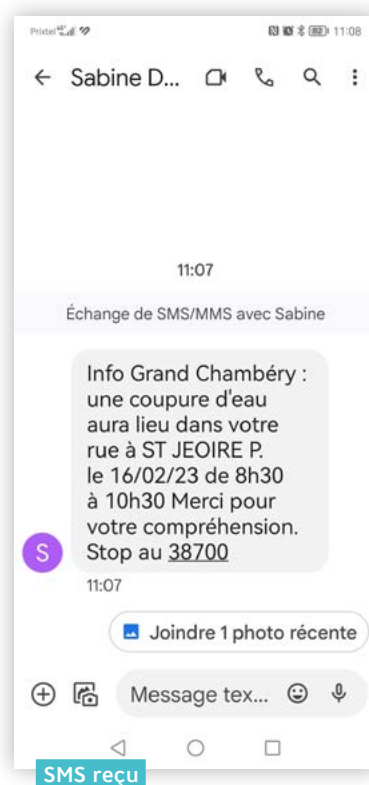 Prixtel 11:08
Sabine D...
11:07
Échange de SMS/MMS avec Sabine
Info Grand Chambéry :
une coupure d'eau
aura lieu dans votre
rue à ST JEOIRE P.
le 16/02/23 de 8h30
à 10h30 Merci pour
votre compréhension.
Stop au 38700
S
11:07
Joindre 1 photo récente
Message tex...
SMS reçu